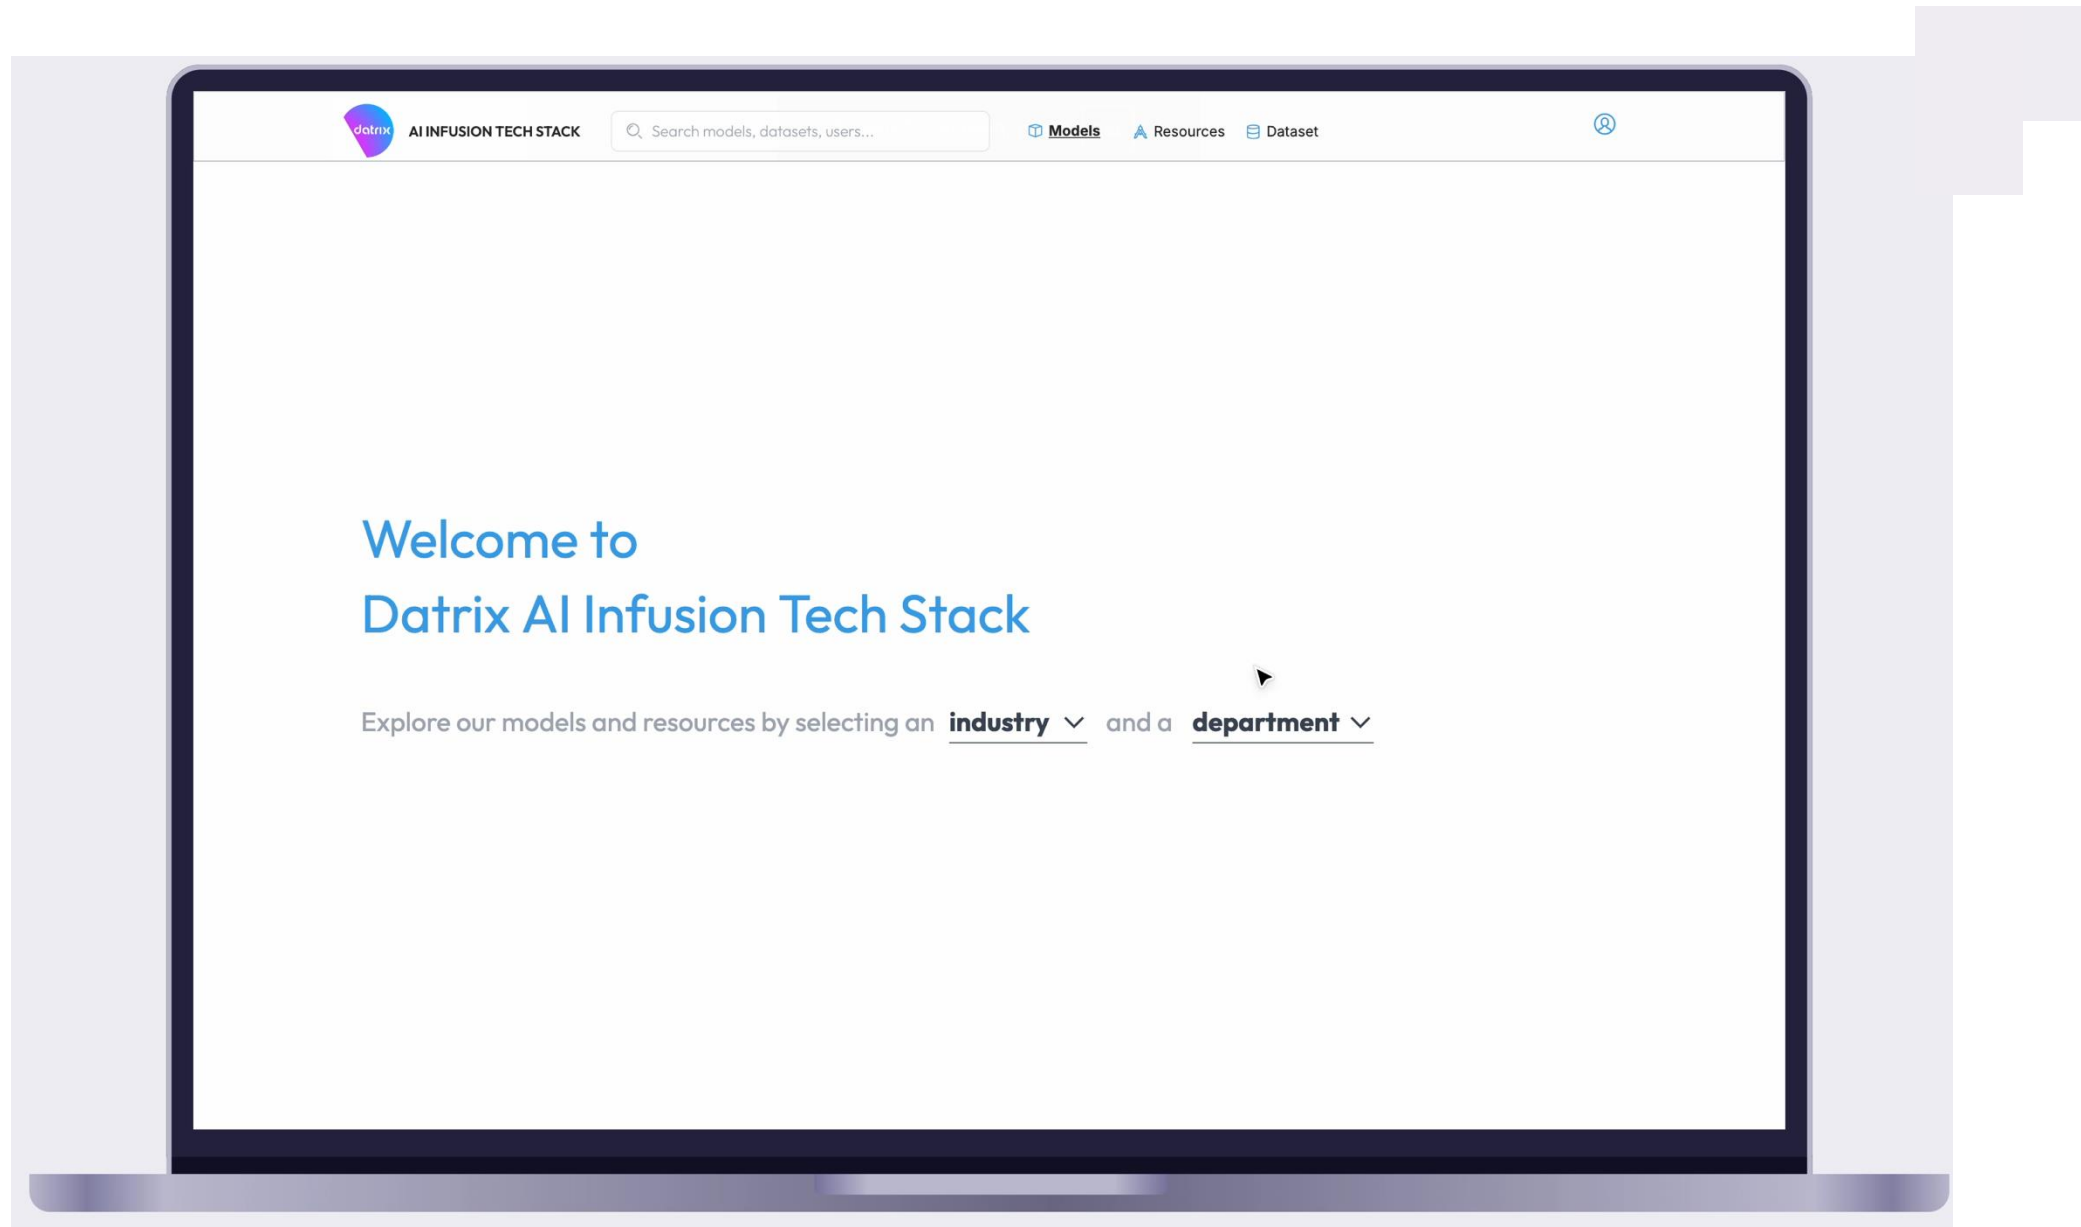 datrix AI INFUSION TECH STACK Search models, datasets, users... Models Resources Dataset
Welcome to
Datrix AI Infusion Tech Stack
Explore our models and resources by selecting an industry and a department